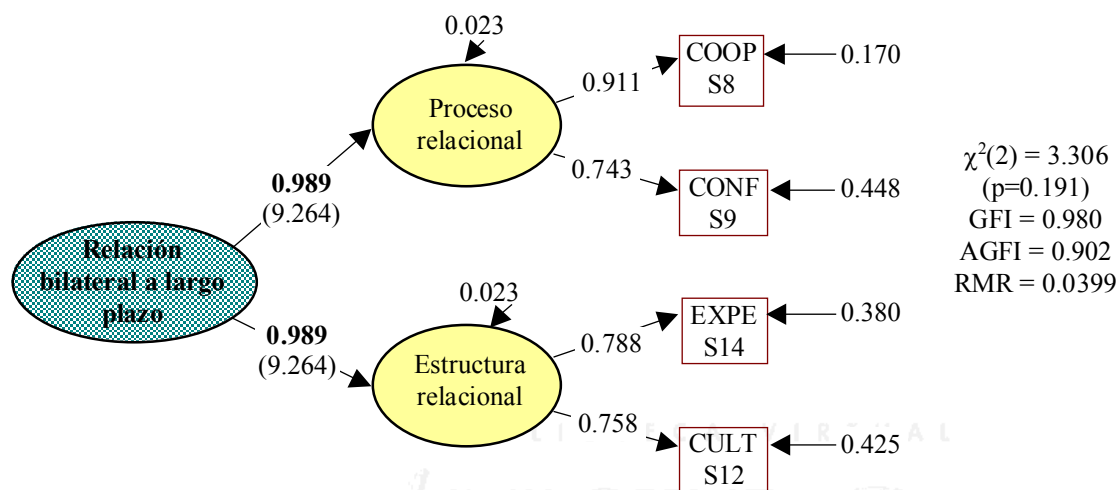 0.023
0.911
COOP
S8
0.170
Proceso
relacional
0.743
CONF
S9
0.448
0.989
(9.264)
χ²(2) = 3.306
(p=0.191)
GFI = 0.980
AGFI = 0.902
RMR = 0.0399
Relación
bilateral a largo
plazo
0.989
(9.264)
0.023
0.788
EXPE
S14
0.380
Estructura
relacional
0.758
CULT
S12
0.425